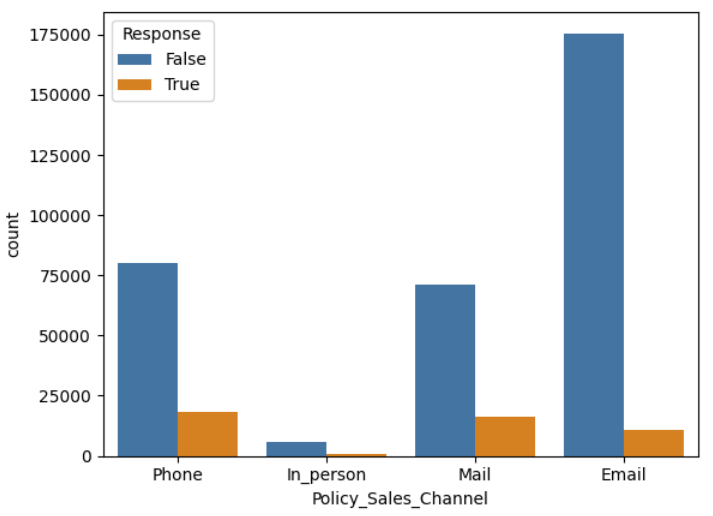 Response
False
True
175000
150000
125000
100000
75000
50000
25000
0
count
Phone
In_person
Mail
Email
Policy_Sales_Channel